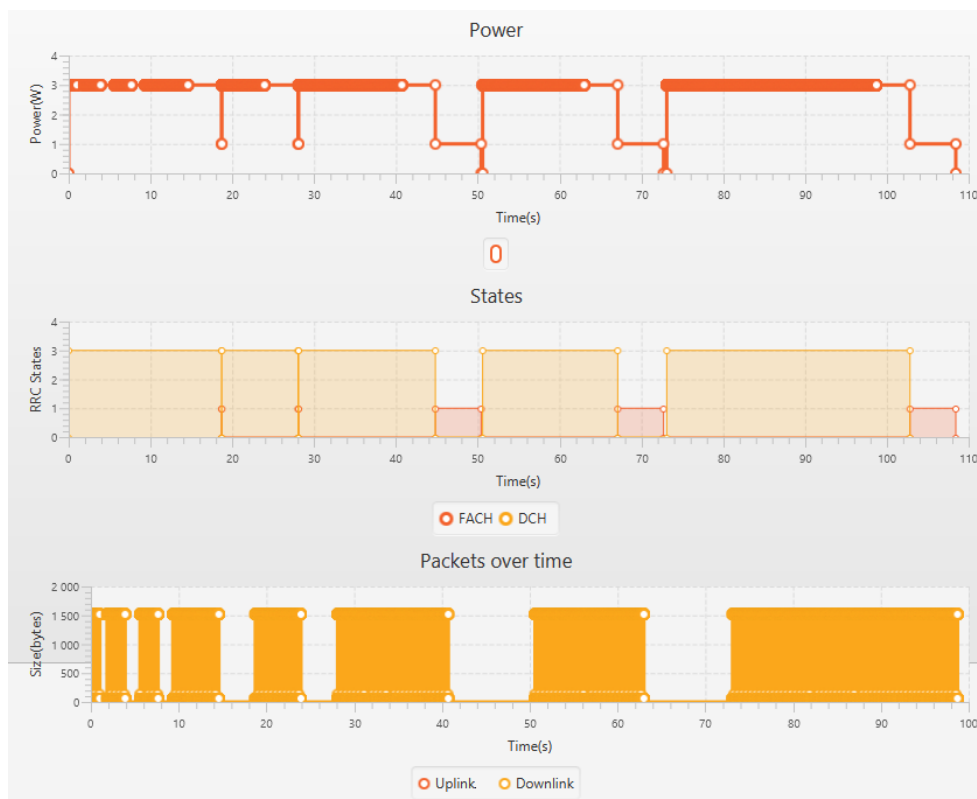 Power
4
3
2
1
0
Power(W)
0 10 20 30 40 50 60 70 80 90 100 110
Time(s)
0
States
4
3
2
1
0
RRC States
0 10 20 30 40 50 60 70 80 90 100 110
Time(s)
FACH DCH
Packets over time
2 000
1 500
1 000
500
0
Size(bytes)
0 10 20 30 40 50 60 70 80 90 100
Time(s)
Uplink. Downlink